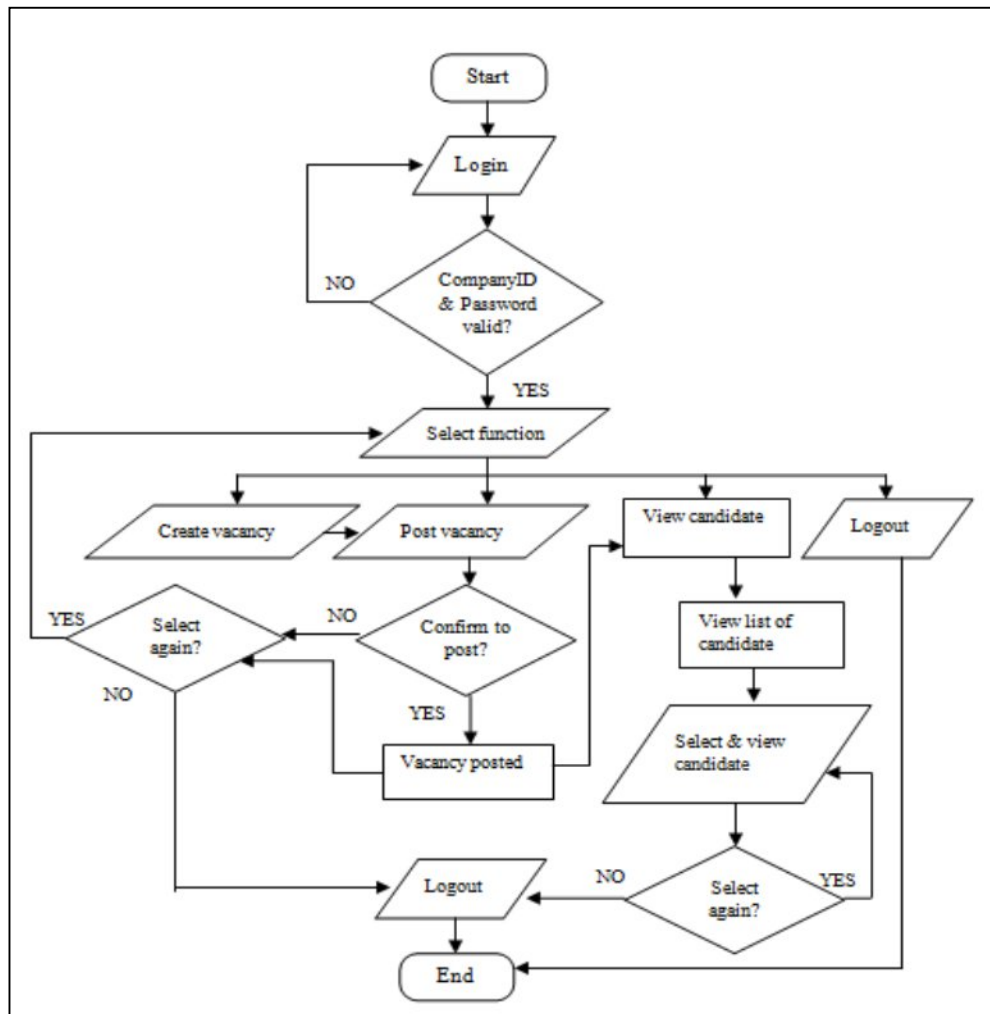 Start
Login
NO
CompanyID
& Password
valid?
YES
Select function
Create vacancy
Post vacancy
View candidate
Logout
YES
Select
again?
NO
Confirm to
post?
View list of
candidate
NO
YES
Vacancy posted
Select & view
candidate
Logout
NO
Select
again?
YES
End